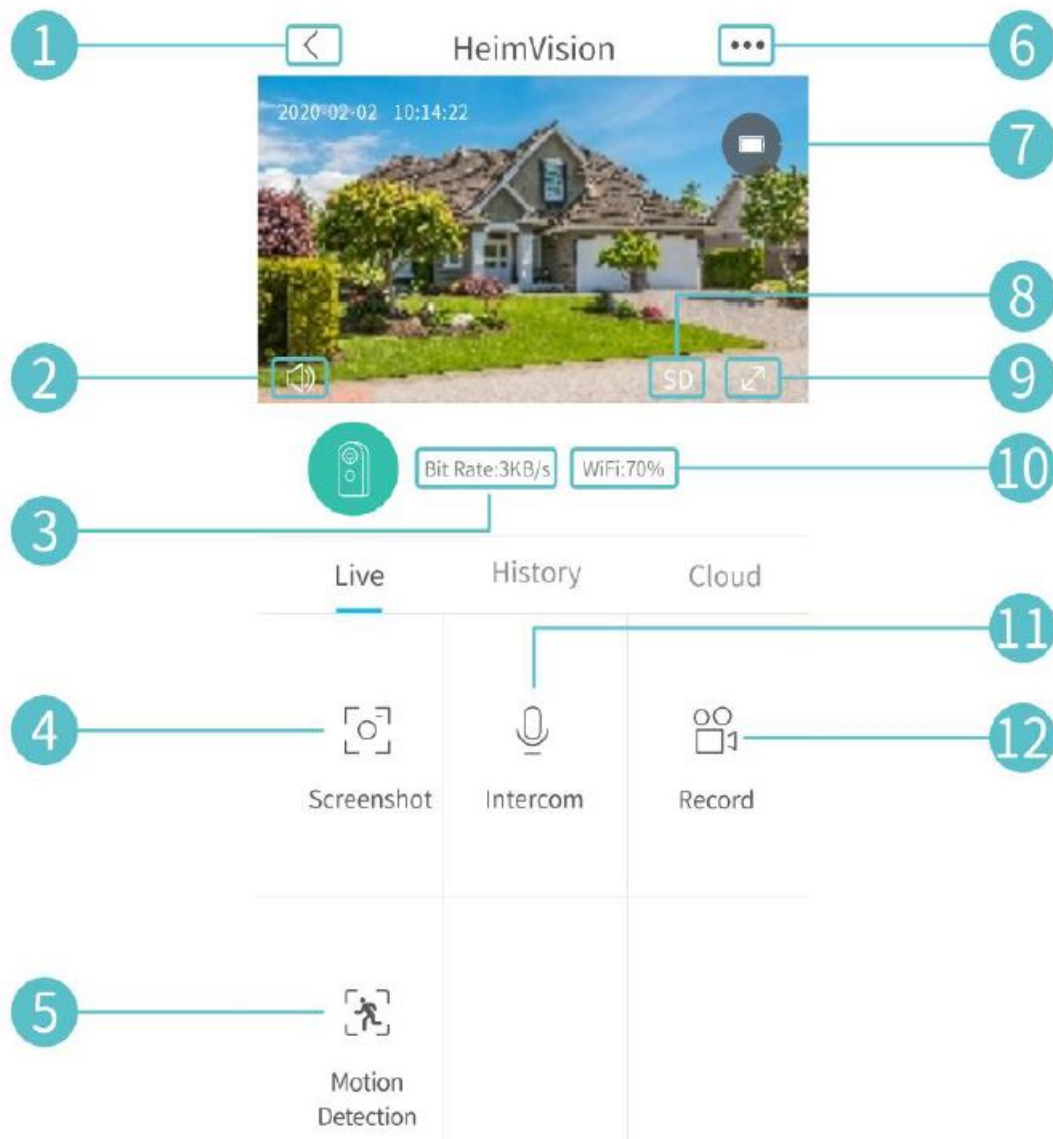 1
HeimVision
•••
6
2020-02-02 10:14:22
7
8
2
SD
9
Bit Rate:3KB/s
WiFi:70%
10
3
Live
History
Cloud
11
4
12
Screenshot
Intercom
Record
5
Motion
Detection